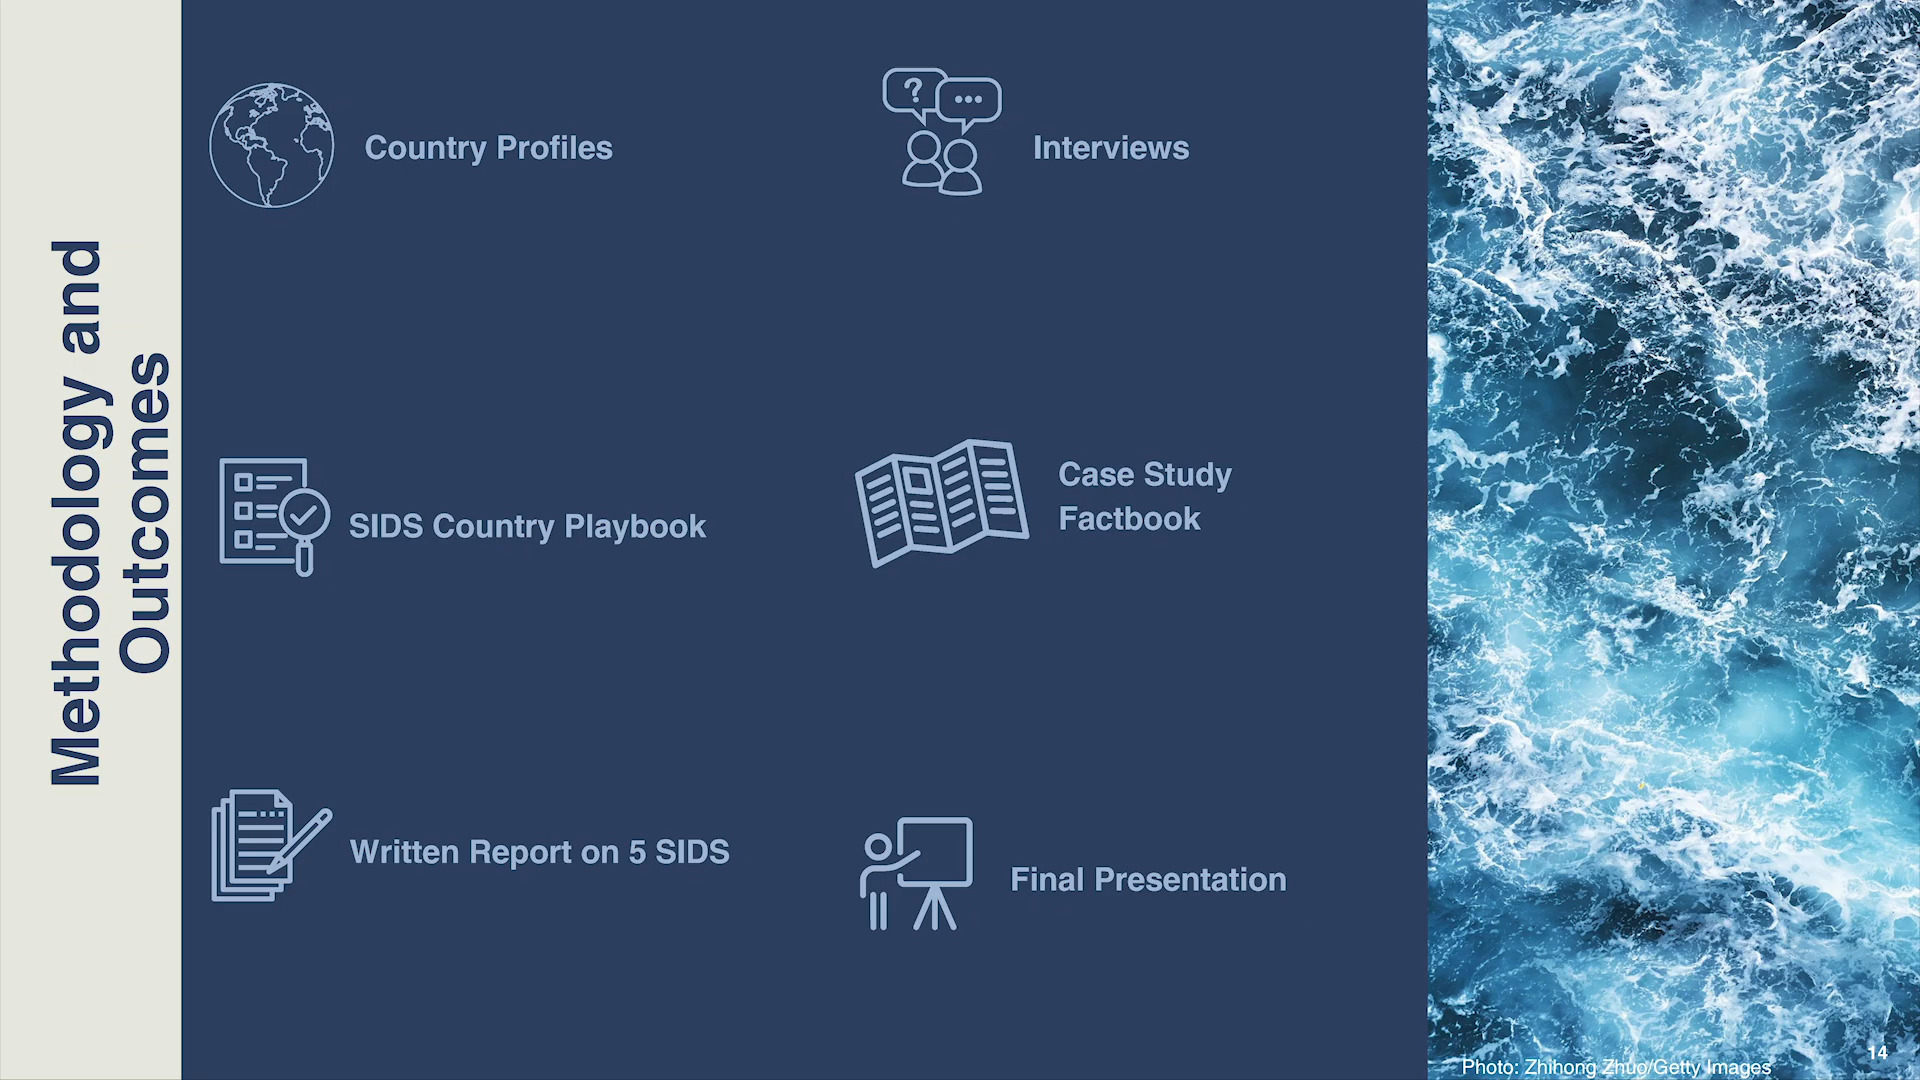 Methodology and
Outcomes
Country Profiles
?
Interviews
SIDS Country Playbook
Case Study
Factbook
Written Report on 5 SIDS
Final Presentation
14
Photo: Zhihong Zhuo/Getty Images